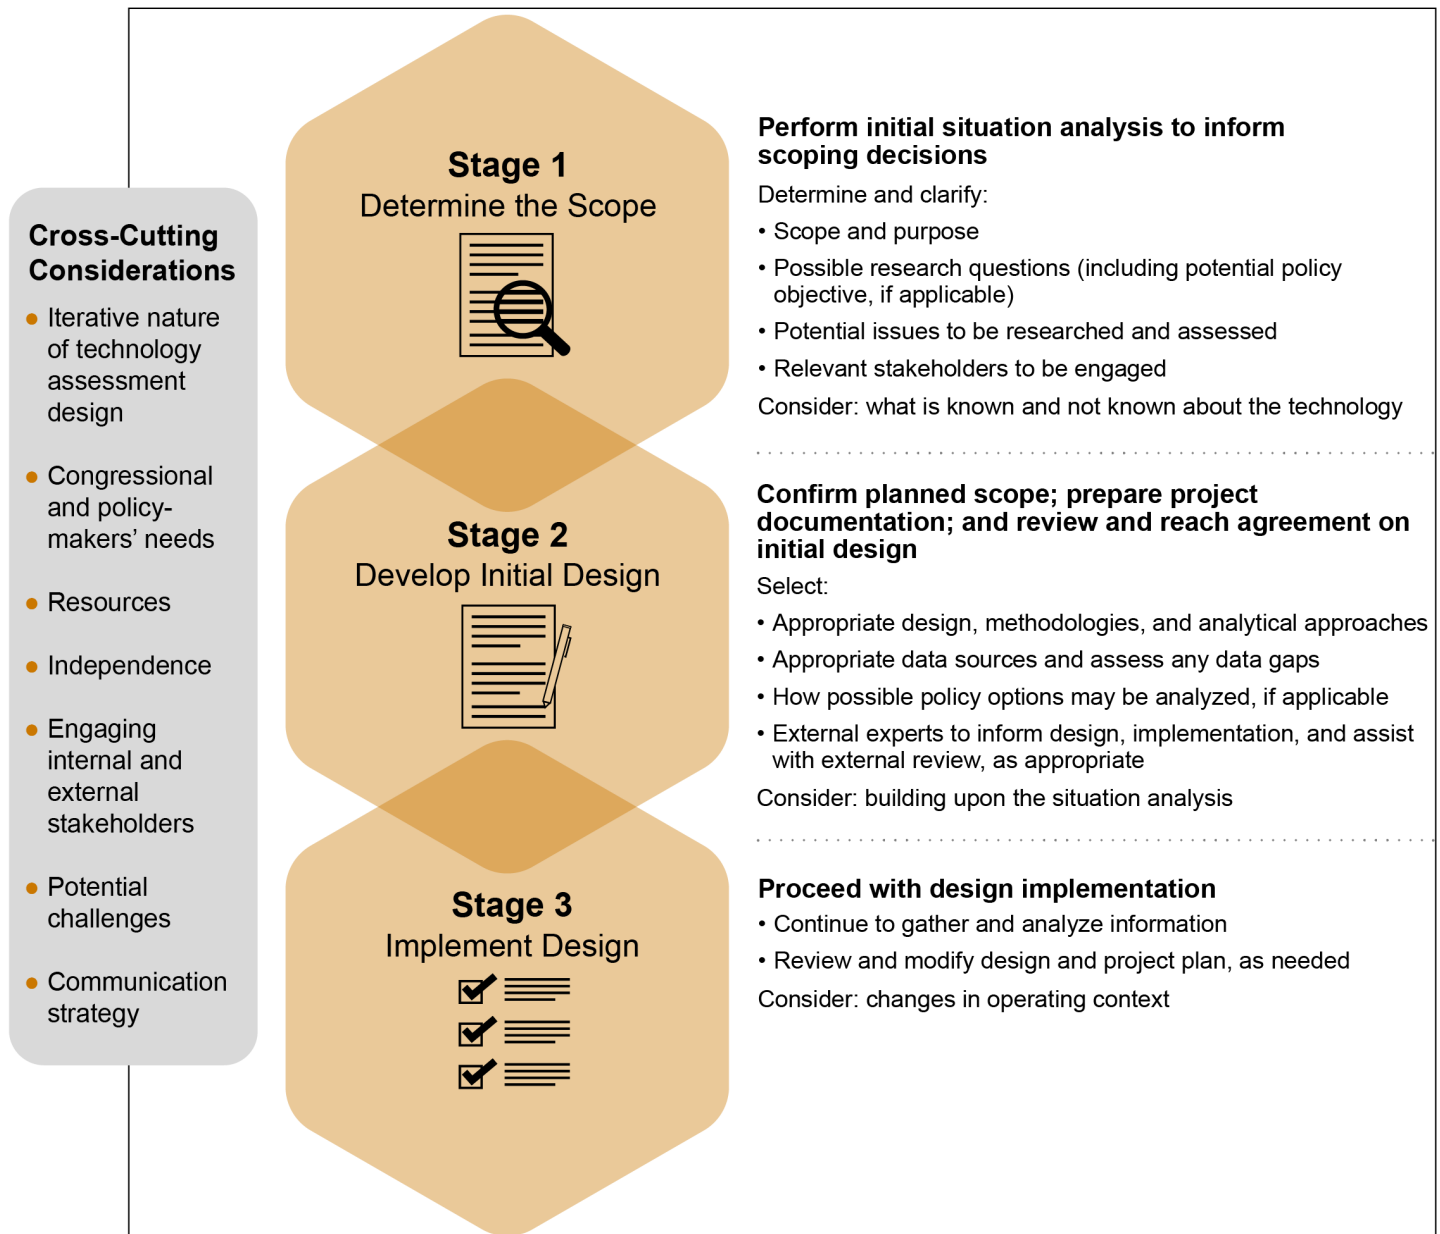 Cross-Cutting
Considerations
● Iterative nature
of technology
assessment
design
● Congressional
and policy-
makers’ needs
● Resources
● Independence
● Engaging
internal and
external
stakeholders
● Potential
challenges
● Communication
strategy
Stage 1
Determine the Scope
Perform initial situation analysis to inform
scoping decisions
Determine and clarify:
• Scope and purpose
• Possible research questions (including potential policy
objective, if applicable)
• Potential issues to be researched and assessed
• Relevant stakeholders to be engaged
Consider: what is known and not known about the technology
Stage 2
Develop Initial Design
Confirm planned scope; prepare project
documentation; and review and reach agreement on
initial design
Select:
• Appropriate design, methodologies, and analytical approaches
• Appropriate data sources and assess any data gaps
• How possible policy options may be analyzed, if applicable
• External experts to inform design, implementation, and assist
with external review, as appropriate
Consider: building upon the situation analysis
Stage 3
Implement Design
Proceed with design implementation
• Continue to gather and analyze information
• Review and modify design and project plan, as needed
Consider: changes in operating context